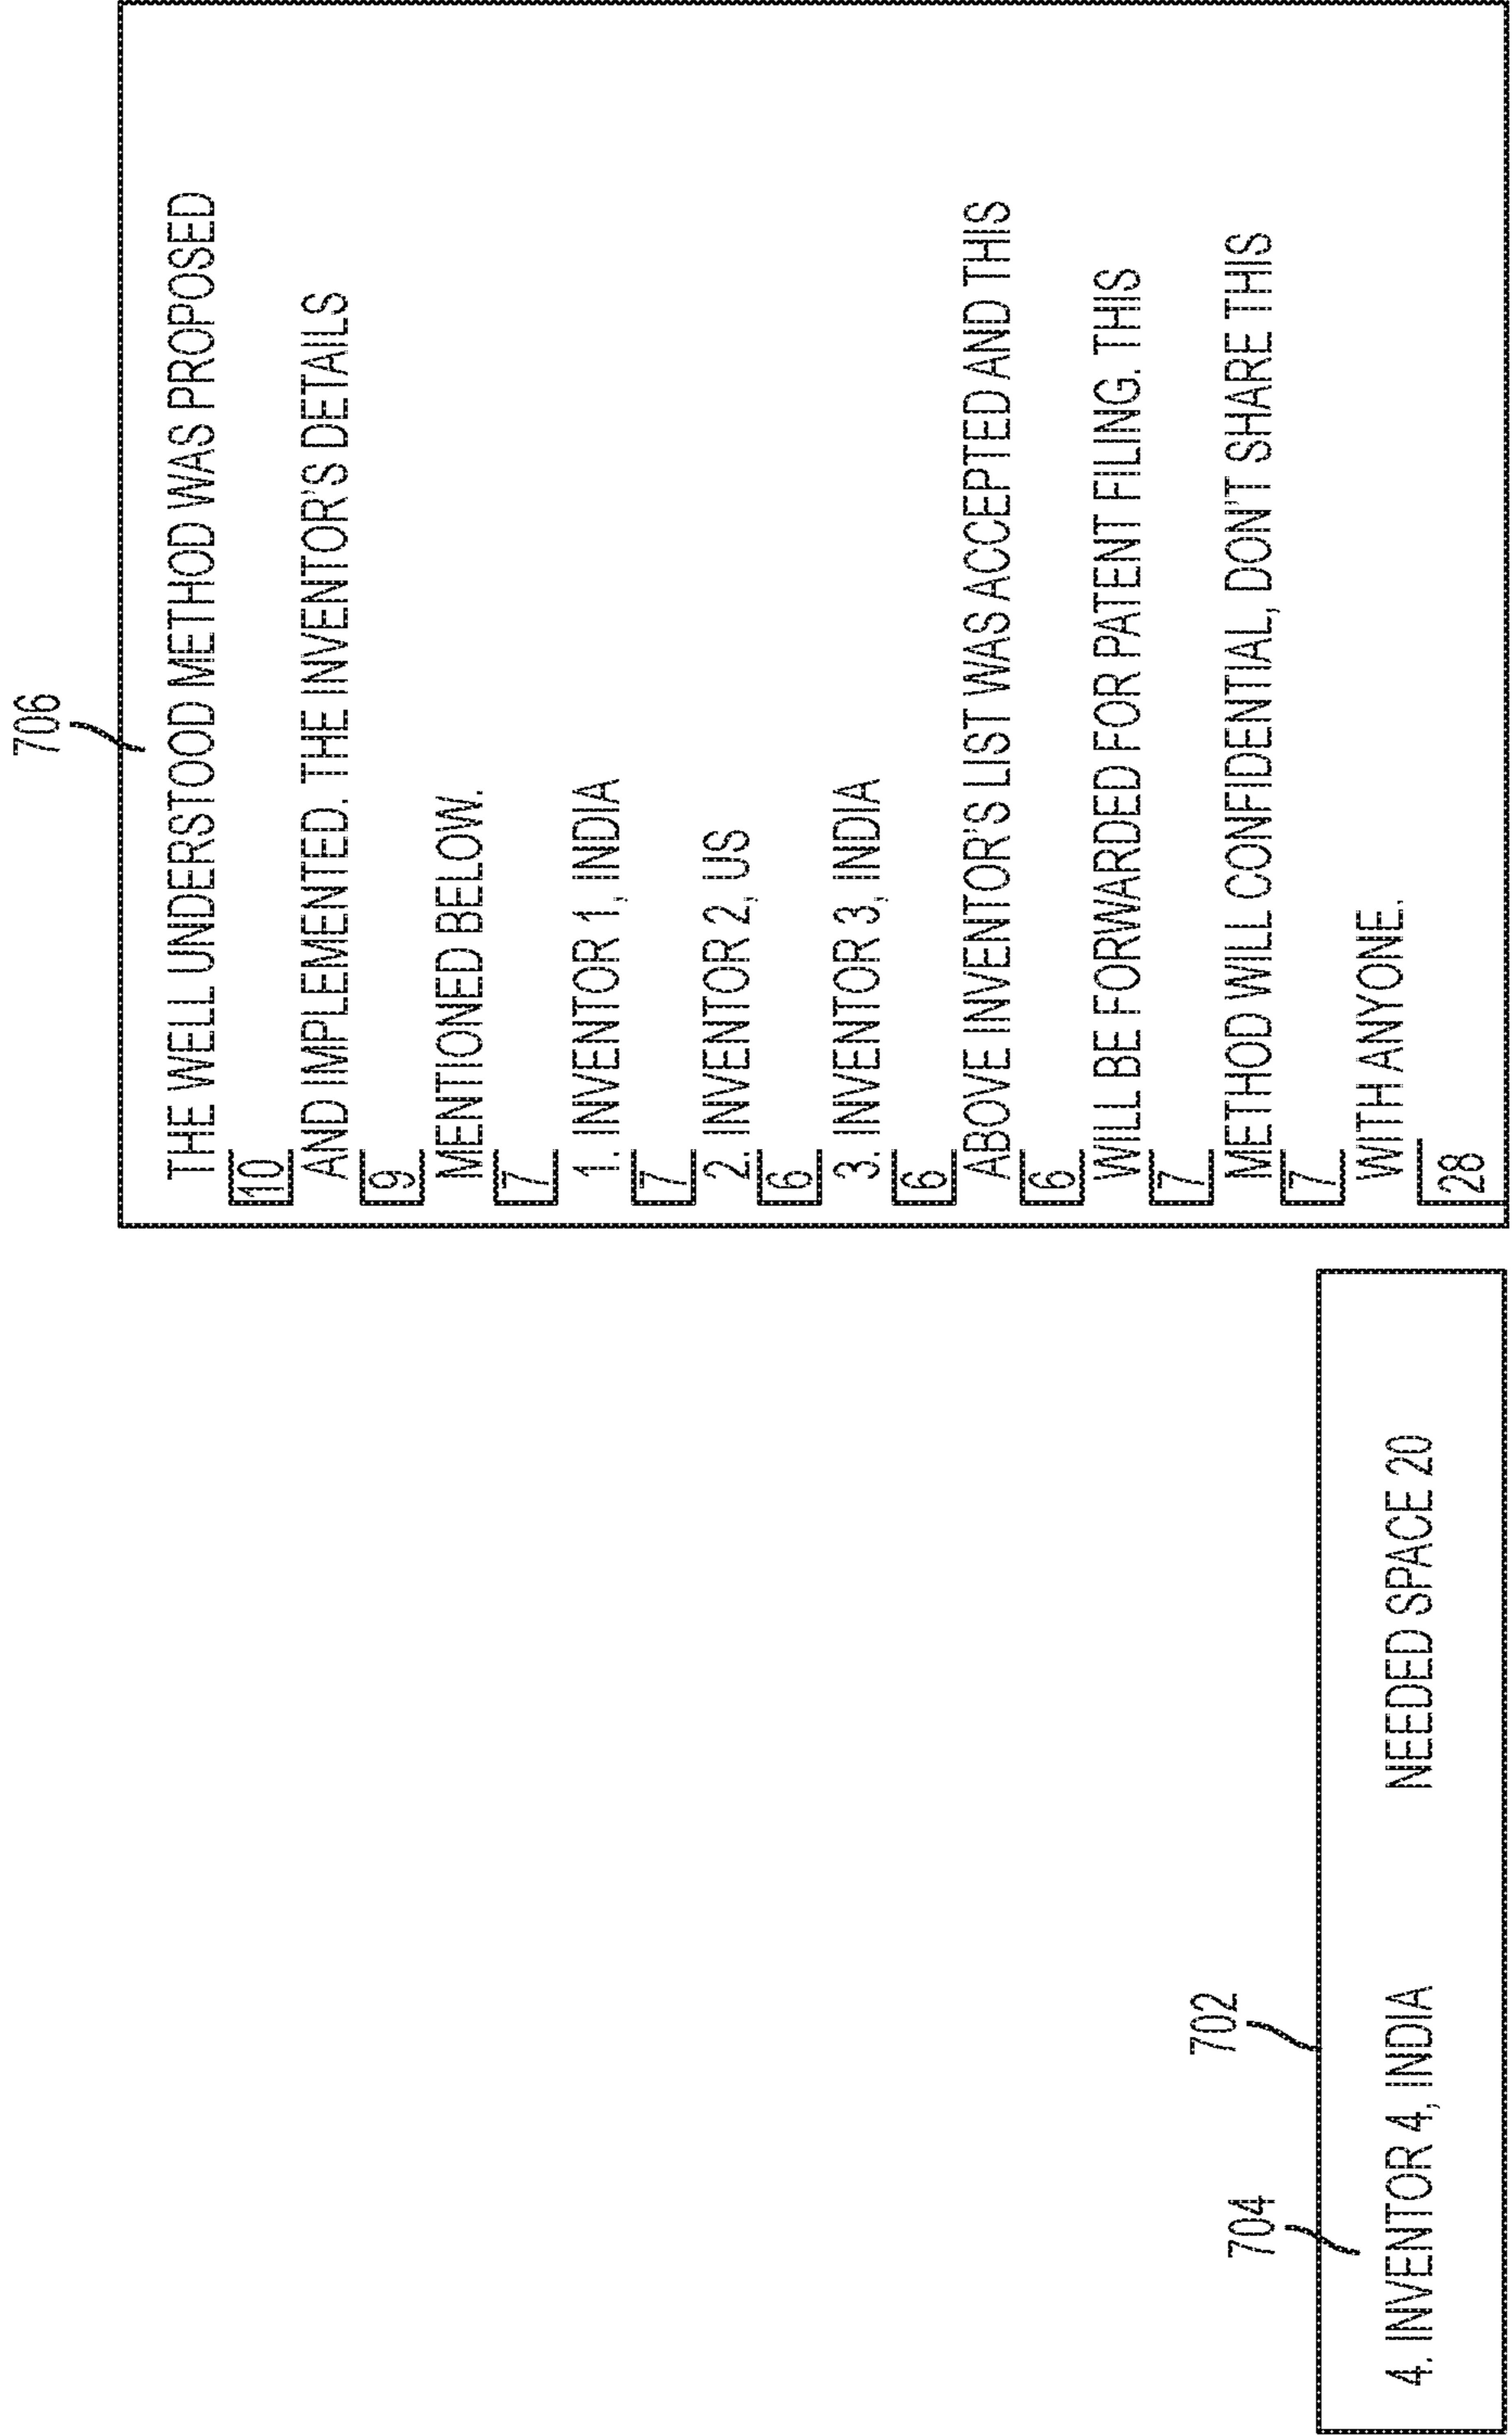 706
THE WELL UNDERSTOOD METHOD WAS PROPOSED
10
AND IMPLEMENTED. THE INVENTOR'S DETAILS
9
MENTIONED BELOW.
7
1. INVENTOR 1, INDIA
7
2. INVENTOR 2, US
6
3. INVENTOR 3, INDIA
6
ABOVE INVENTOR'S LIST WAS ACCEPTED AND THIS
6
WILL BE FORWARDED FOR PATENT FILING. THIS
7
METHOD WILL CONFIDENTIAL, DON'T SHARE THIS
7
WITH ANYONE.
28
702
704
4. INVENTOR 4, INDIA NEEDED SPACE 20